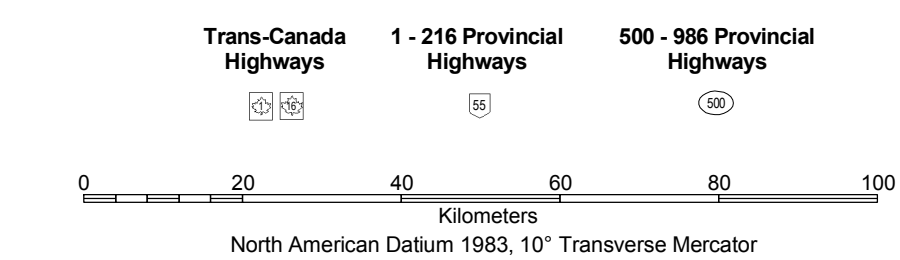 Trans-Canada Highways
1 - 216 Provincial Highways
500 - 986 Provincial Highways
1 16
55
500
0 20 40 60 80 100
Kilometers
North American Datium 1983, 10° Transverse Mercator